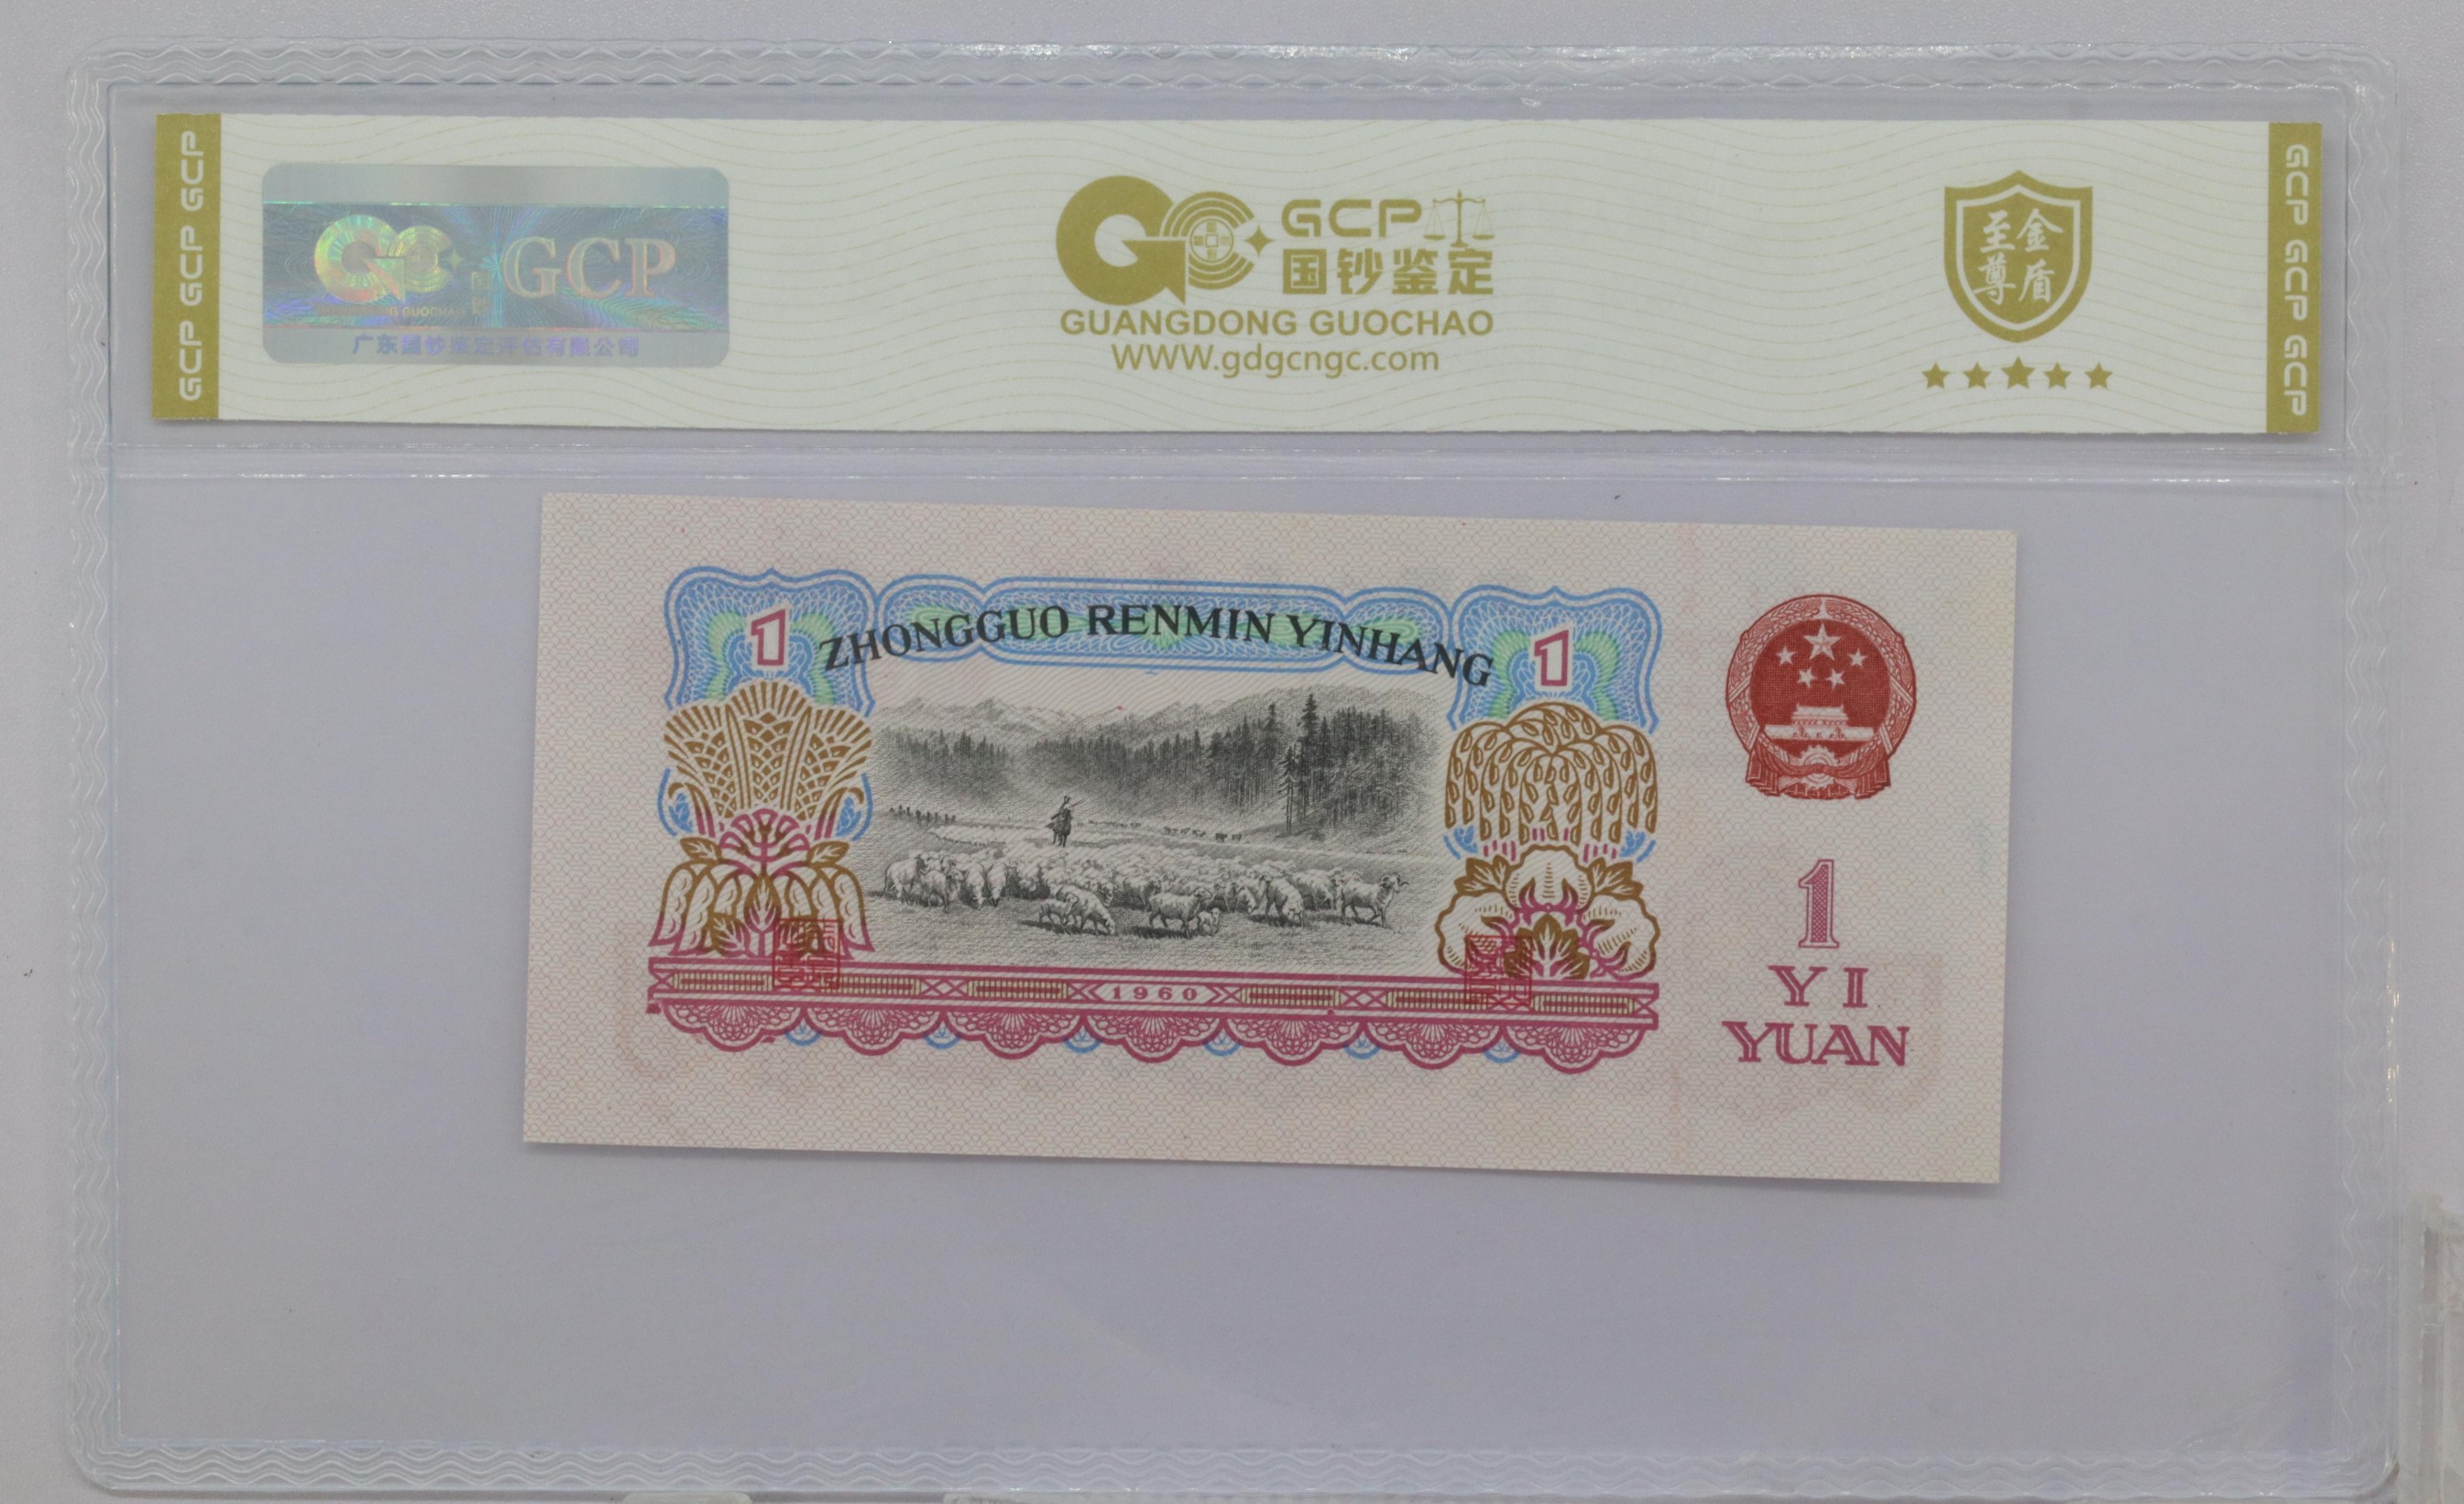 GCP GCP GCP
GCP
GUANGDONG GUOCHAO
广东国钞鉴定评估有限公司
GCP
国钞鉴定
GUANGDONG GUOCHAO
WWW.gdgcngc.com
至金
尊盾
GCP GCP GCP
ZHONGGUO RENMIN YINHANG
1
1
1960
1
YI
YUAN